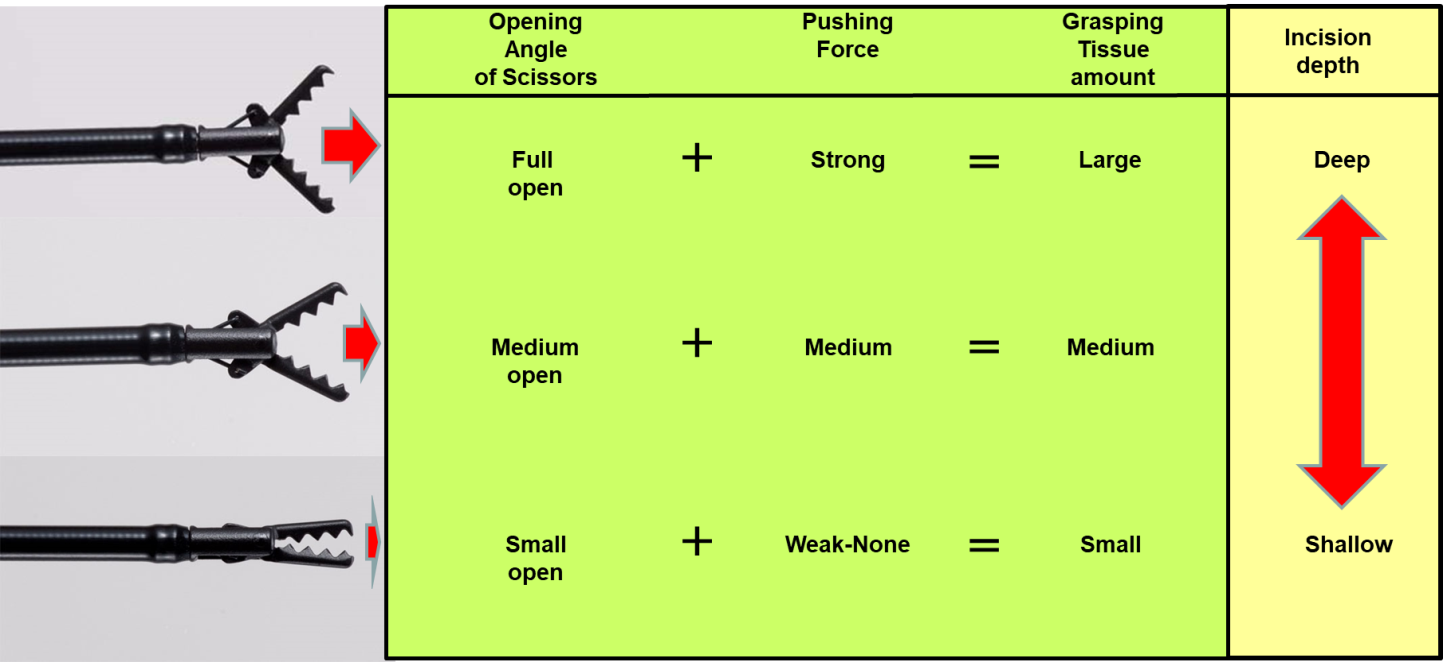 Opening
Angle
of Scissors
Pushing
Force
Grasping
Tissue
amount
Incision
depth
Full
open
+
Strong
=
Large
Deep
Medium
open
+
Medium
=
Medium
Small
open
+
Weak-None
=
Small
Shallow